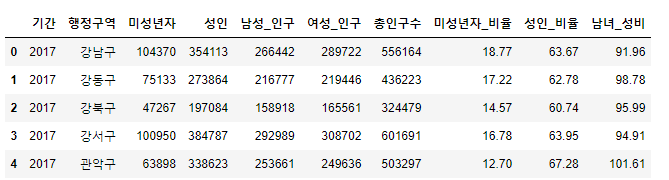 기간 행정구역 미성년자 성인 남성_인구 여성_인구 총인구수 미성년자_비율 성인_비율 남녀_성비
0 2017 강남구 104370 354113 266442 289722 556164 18.77 63.67 91.96
1 2017 강동구 75133 273864 216777 219446 436223 17.22 62.78 98.78
2 2017 강북구 47267 197084 158918 165561 324479 14.57 60.74 95.99
3 2017 강서구 100950 384787 292989 308702 601691 16.78 63.95 94.91
4 2017 관악구 63898 338623 253661 249636 503297 12.70 67.28 101.61